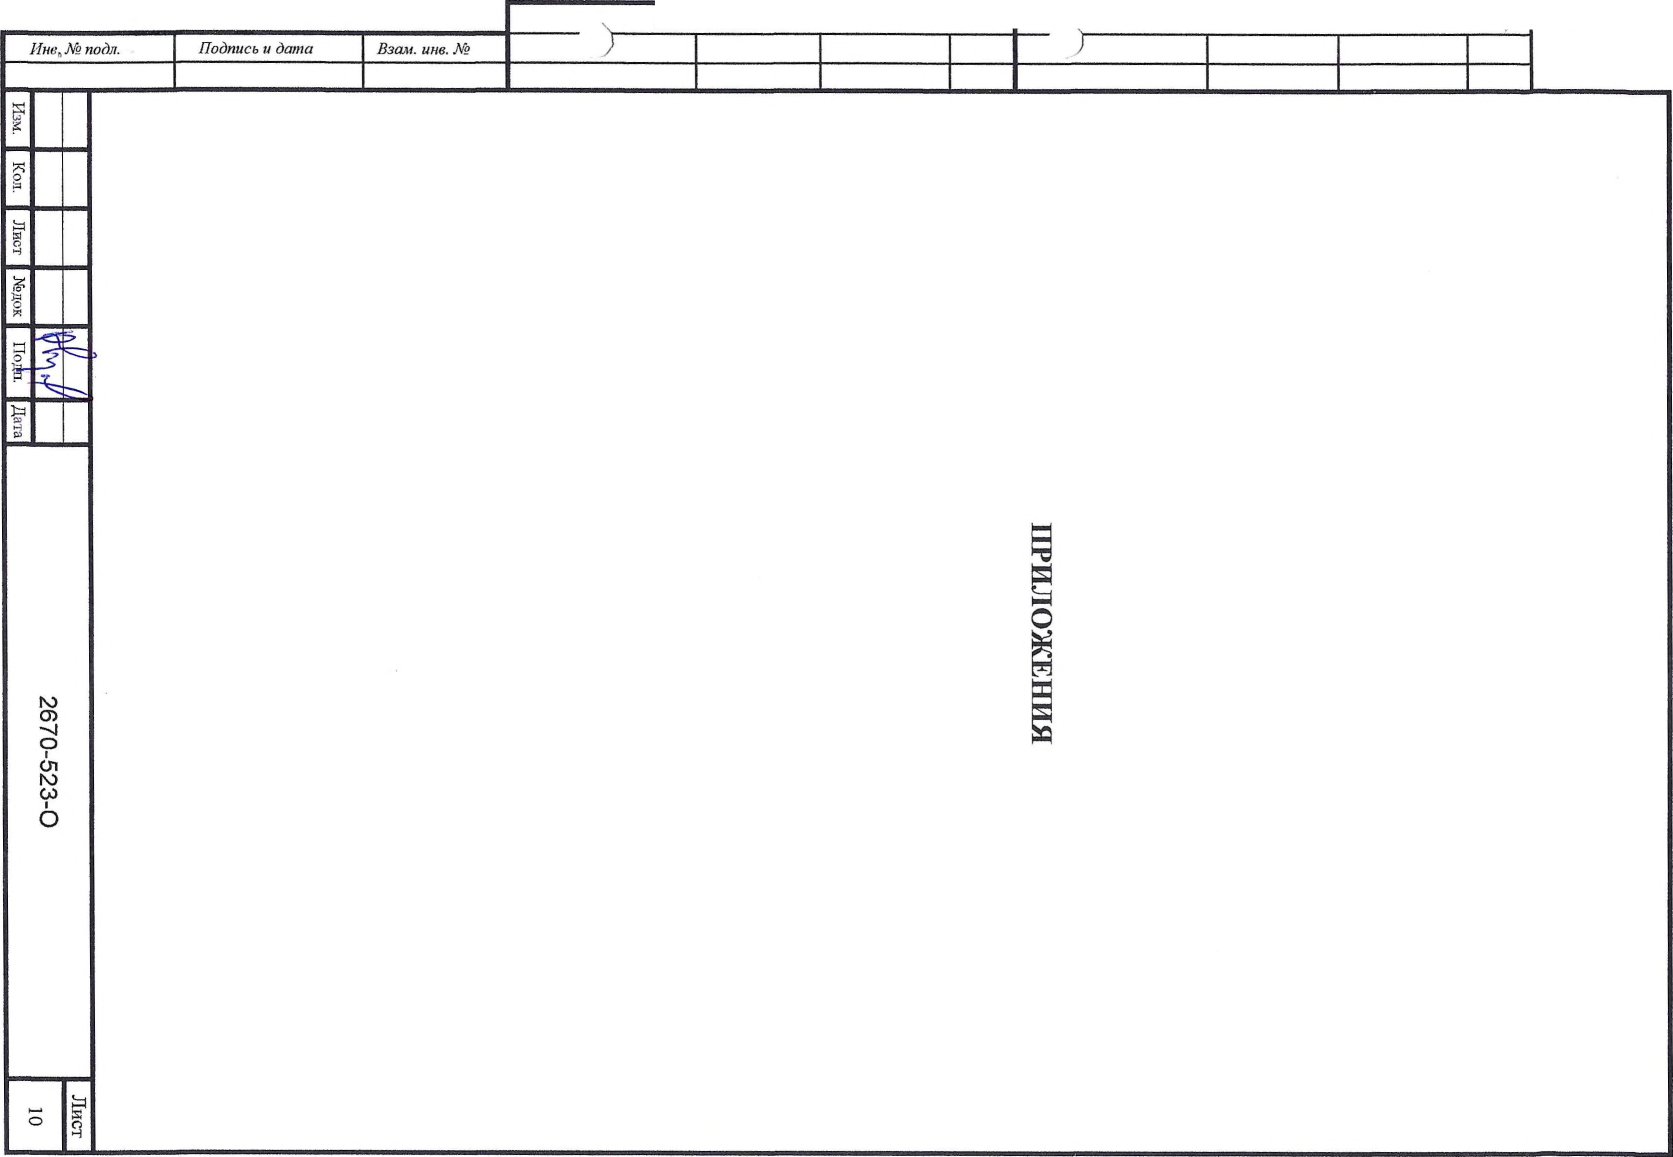 ПРИЛОЖЕНИЯ
Инв. № подл.
Подпись и дата
Взам. инв. №
Изм. Кол. Лист №док Подп. Дата
2670-523-О
Лист
10